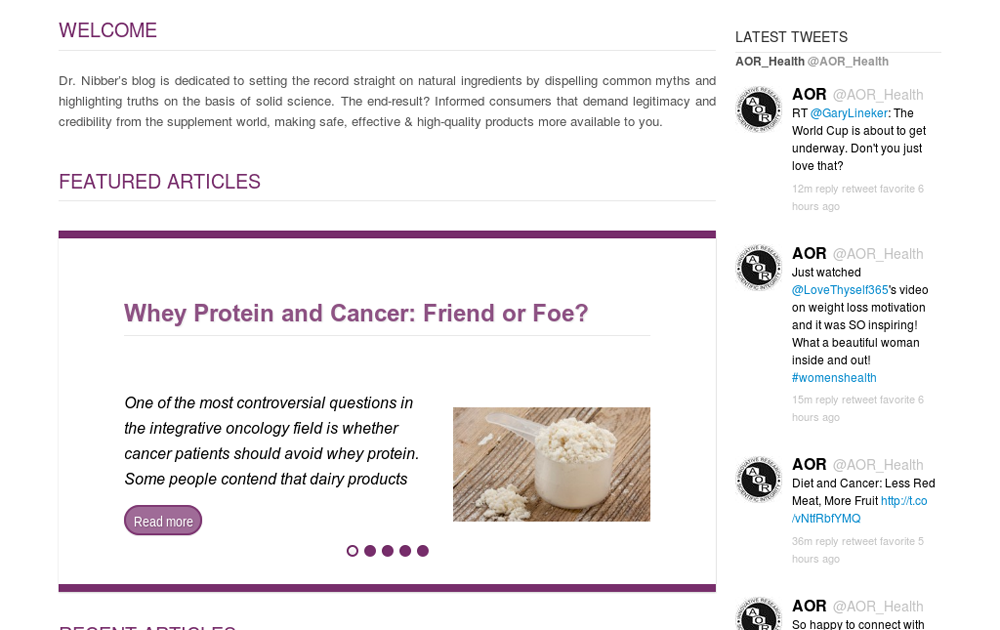 WELCOME
Dr. Nibber's blog is dedicated to setting the record straight on natural ingredients by dispelling common myths and
highlighting truths on the basis of solid science. The end-result? Informed consumers that demand legitimacy and
credibility from the supplement world, making safe, effective & high-quality products more available to you.
FEATURED ARTICLES
Whey Protein and Cancer: Friend or Foe?
One of the most controversial questions in
the integrative oncology field is whether
cancer patients should avoid whey protein.
Some people contend that dairy products
Read more
RECENT ARTICLES
LATEST TWEETS
AOR_Health @AOR_Health
AOR @AOR_Health
RT @GaryLineker: The
World Cup is about to get
underway. Don't you just
love that?
12m reply retweet favorite 6
hours ago
AOR @AOR_Health
Just watched
@LoveThyself365's video
on weight loss motivation
and it was SO inspiring!
What a beautiful woman
inside and out!
#womenshealth
15m reply retweet favorite 6
hours ago
AOR @AOR_Health
Diet and Cancer: Less Red
Meat, More Fruit http://t.co
/vNtfRbfYMQ
36m reply retweet favorite 5
hours ago
AOR @AOR_Health
So happy to connect with